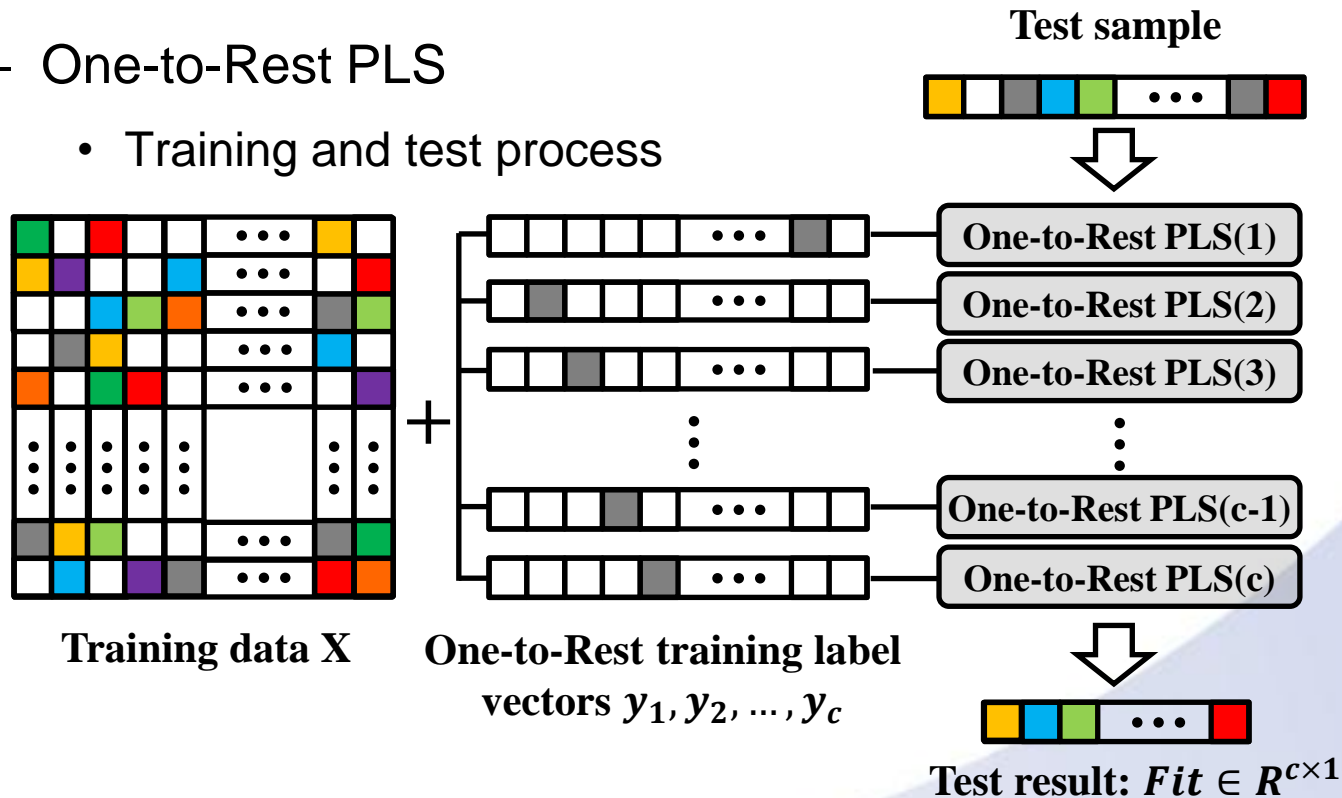 Test sample
- One-to-Rest PLS
• Training and test process
One-to-Rest PLS(1)
One-to-Rest PLS(2)
One-to-Rest PLS(3)
One-to-Rest PLS(c-1)
One-to-Rest PLS(c)
+
Training data X
One-to-Rest training label
vectors y₁, y₂, ... , y_c
Test result: Fit ∈ R^{c×1}